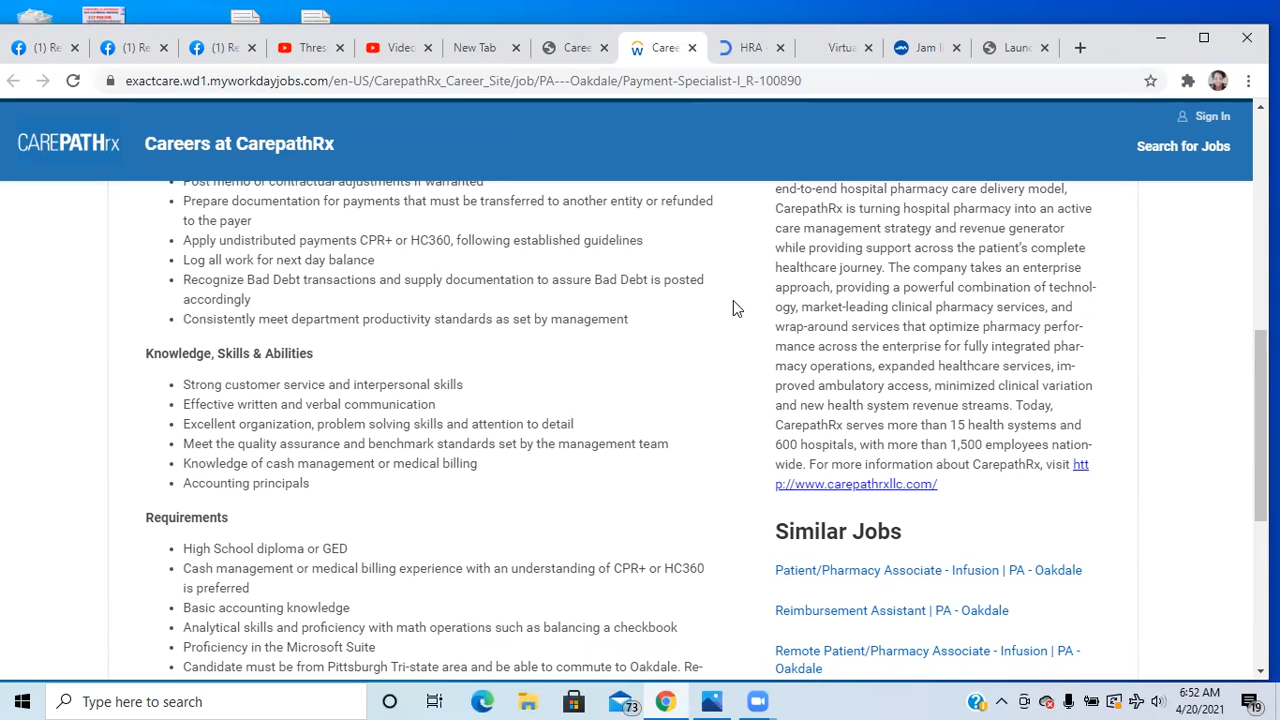 (1) Re
(1) Re
(1) Re
Thres
Video
New Tab
Caree
Caree
HRA -
Virtua
Jam I
Launc
exactcare.wd1.myworkdayjobs.com/en-US/CarepathRx_Career_Site/job/PA---Oakdale/Payment-Specialist-I_R-100890
CAREPATHrx
Careers at CarepathRx
Sign In
Search for Jobs
Post memo or contractual adjustments if warranted
Prepare documentation for payments that must be transferred to another entity or refunded
to the payer
Apply undistributed payments CPR+ or HC360, following established guidelines
Log all work for next day balance
Recognize Bad Debt transactions and supply documentation to assure Bad Debt is posted
accordingly
Consistently meet department productivity standards as set by management
Knowledge, Skills & Abilities
Strong customer service and interpersonal skills
Effective written and verbal communication
Excellent organization, problem solving skills and attention to detail
Meet the quality assurance and benchmark standards set by the management team
Knowledge of cash management or medical billing
Accounting principals
Requirements
High School diploma or GED
Cash management or medical billing experience with an understanding of CPR+ or HC360
is preferred
Basic accounting knowledge
Analytical skills and proficiency with math operations such as balancing a checkbook
Proficiency in the Microsoft Suite
Candidate must be from Pittsburgh Tri-state area and be able to commute to Oakdale. Re-
end-to-end hospital pharmacy care delivery model,
CarepathRx is turning hospital pharmacy into an active
care management strategy and revenue generator
while providing support across the patient's complete
healthcare journey. The company takes an enterprise
approach, providing a powerful combination of technol-
ogy, market-leading clinical pharmacy services, and
wrap-around services that optimize pharmacy perfor-
mance across the enterprise for fully integrated phar-
macy operations, expanded healthcare services, im-
proved ambulatory access, minimized clinical variation
and new health system revenue streams. Today,
CarepathRx serves more than 15 health systems and
600 hospitals, with more than 1,500 employees nation-
wide. For more information about CarepathRx, visit htt
p://www.carepathrxllc.com/
Similar Jobs
Patient/Pharmacy Associate - Infusion | PA - Oakdale
Reimbursement Assistant | PA - Oakdale
Remote Patient/Pharmacy Associate - Infusion | PA -
Oakdale
Type here to search
73
6:52 AM
4/20/2021
19